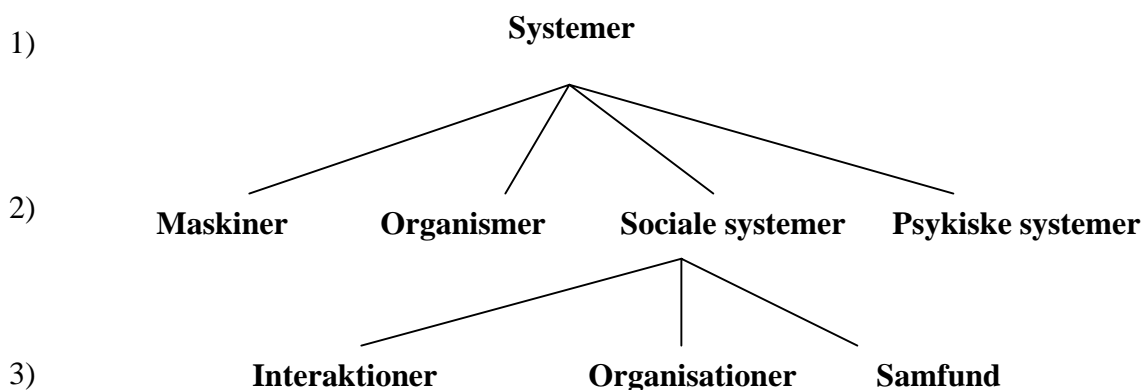 1) Systemer
2) Maskiner Organismer Sociale systemer Psykiske systemer
3) Interaktioner Organisationer Samfund